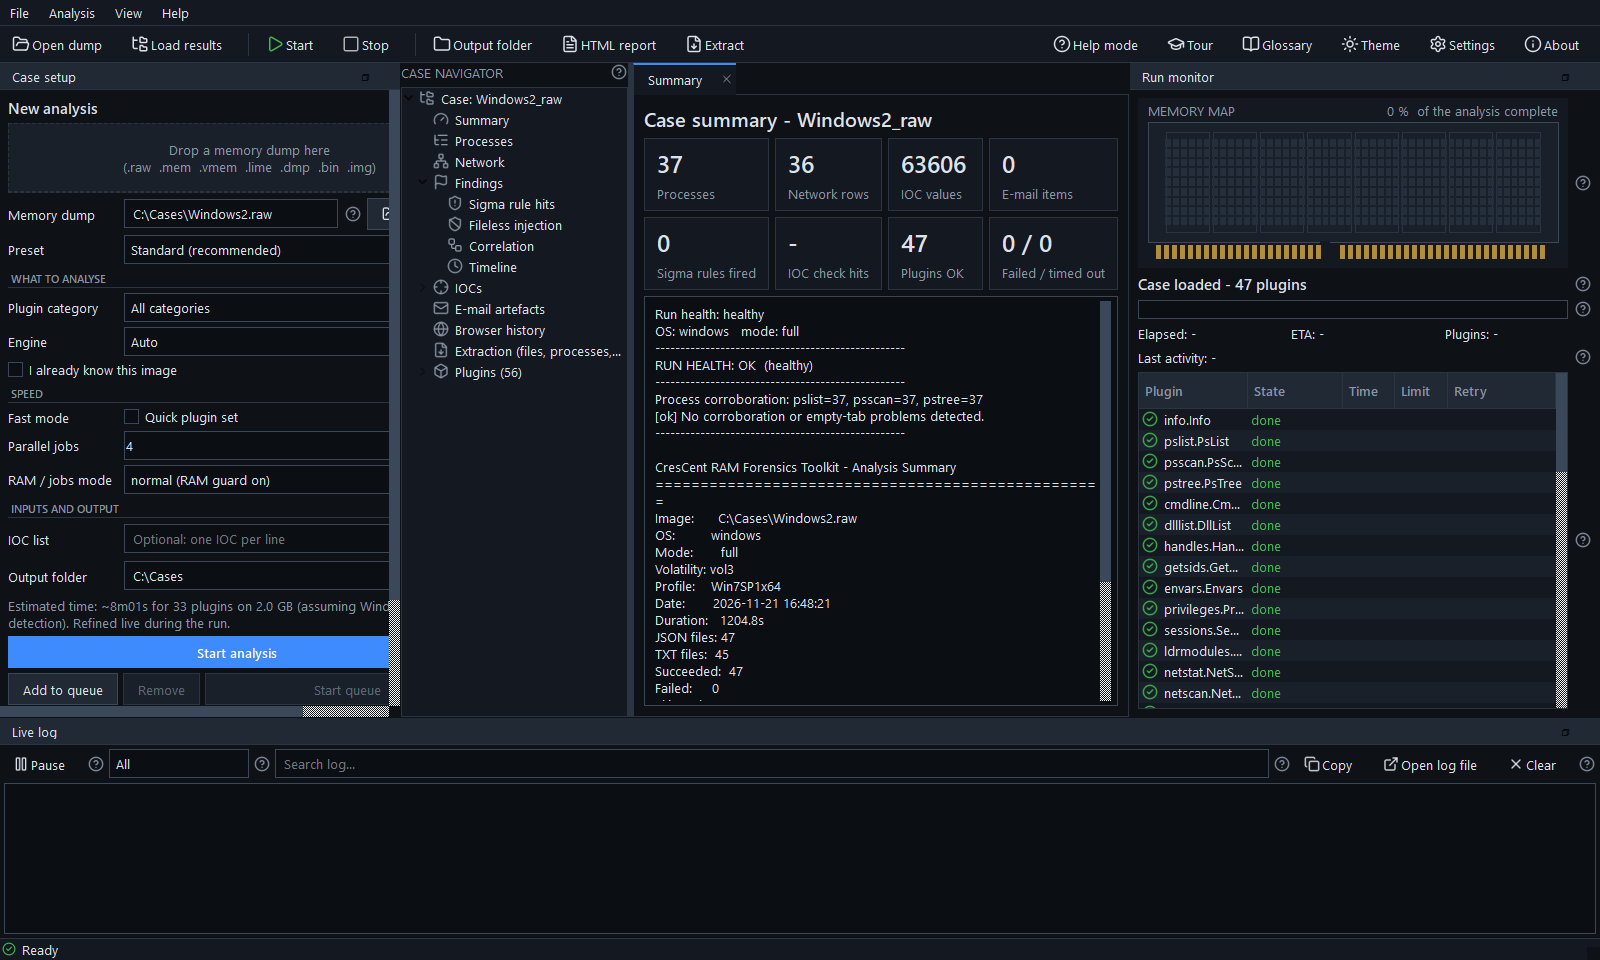 File Analysis View Help
Open dump Load results Start Stop Output folder HTML report Extract Help mode Tour Glossary Theme Settings About
Case setup
New analysis
Drop a memory dump here
(.raw .mem .vmem .lime .dmp .bin .img)
Memory dump C:\Cases\Windows2.raw
Preset Standard (recommended)
WHAT TO ANALYSE
Plugin category All categories
Engine Auto
I already know this image
SPEED
Fast mode Quick plugin set
Parallel jobs 4
RAM / jobs mode normal (RAM guard on)
INPUTS AND OUTPUT
IOC list Optional: one IOC per line
Output folder C:\Cases
Estimated time: ~8m01s for 33 plugins on 2.0 GB (assuming Wind
detection). Refined live during the run.
Start analysis
Add to queue Remove Start queue
CASE NAVIGATOR
Case: Windows2_raw
Summary
Processes
Network
Findings
Sigma rule hits
Fileless injection
Correlation
Timeline
IOCs
E-mail artefacts
Browser history
Extraction (files, processes,...
Plugins (56)
Summary
Case summary - Windows2_raw
37 36 63606 0
Processes Network rows IOC values E-mail items
0 - 47 0 / 0
Sigma rules fired IOC check hits Plugins OK Failed / timed out
Run health: healthy
OS: windows mode: full
--------------------------------------------------
RUN HEALTH: OK (healthy)
--------------------------------------------------
Process corroboration: pslist=37, psscan=37, pstree=37
[ok] No corroboration or empty-tab problems detected.
--------------------------------------------------
CresCent RAM Forensics Toolkit - Analysis Summary
=================================================
=
Image: C:\Cases\Windows2.raw
OS: windows
Mode: full
Volatility: vol3
Profile: Win7SP1x64
Date: 2026-11-21 16:48:21
Duration: 1204.8s
JSON files: 47
TXT files: 45
Succeeded: 47
Failed: 0
Run monitor
MEMORY MAP 0 % of the analysis complete
Case loaded - 47 plugins
Elapsed: - ETA: - Plugins: -
Last activity: -
Plugin State Time Limit Retry
info.Info done
pslist.PsList done
psscan.PsSc... done
pstree.PsTree done
cmdline.Cm... done
dlllist.DllList done
handles.Han... done
getsids.Get... done
envars.Envars done
privileges.Pr... done
sessions.Se... done
ldrmodules.... done
netstat.NetS... done
netscan.Net... done
Live log
Pause All Search log... Copy Open log file Clear
Ready